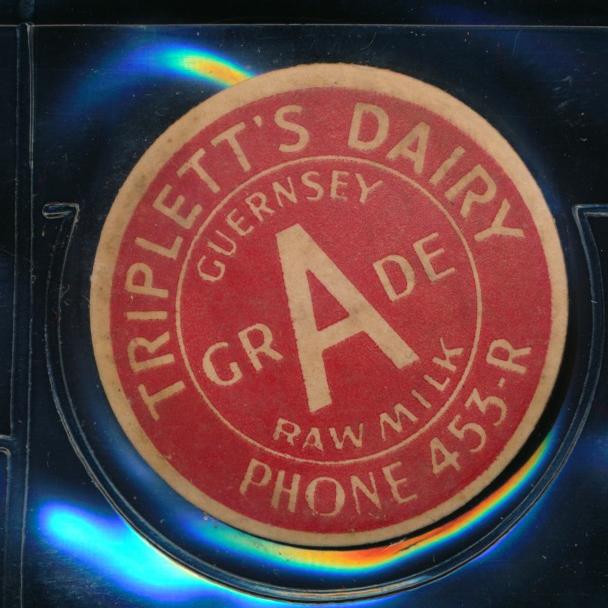 TRIPLETT'S DAIRY
GUERNSEY
GRADE
RAW MILK
PHONE 453-R